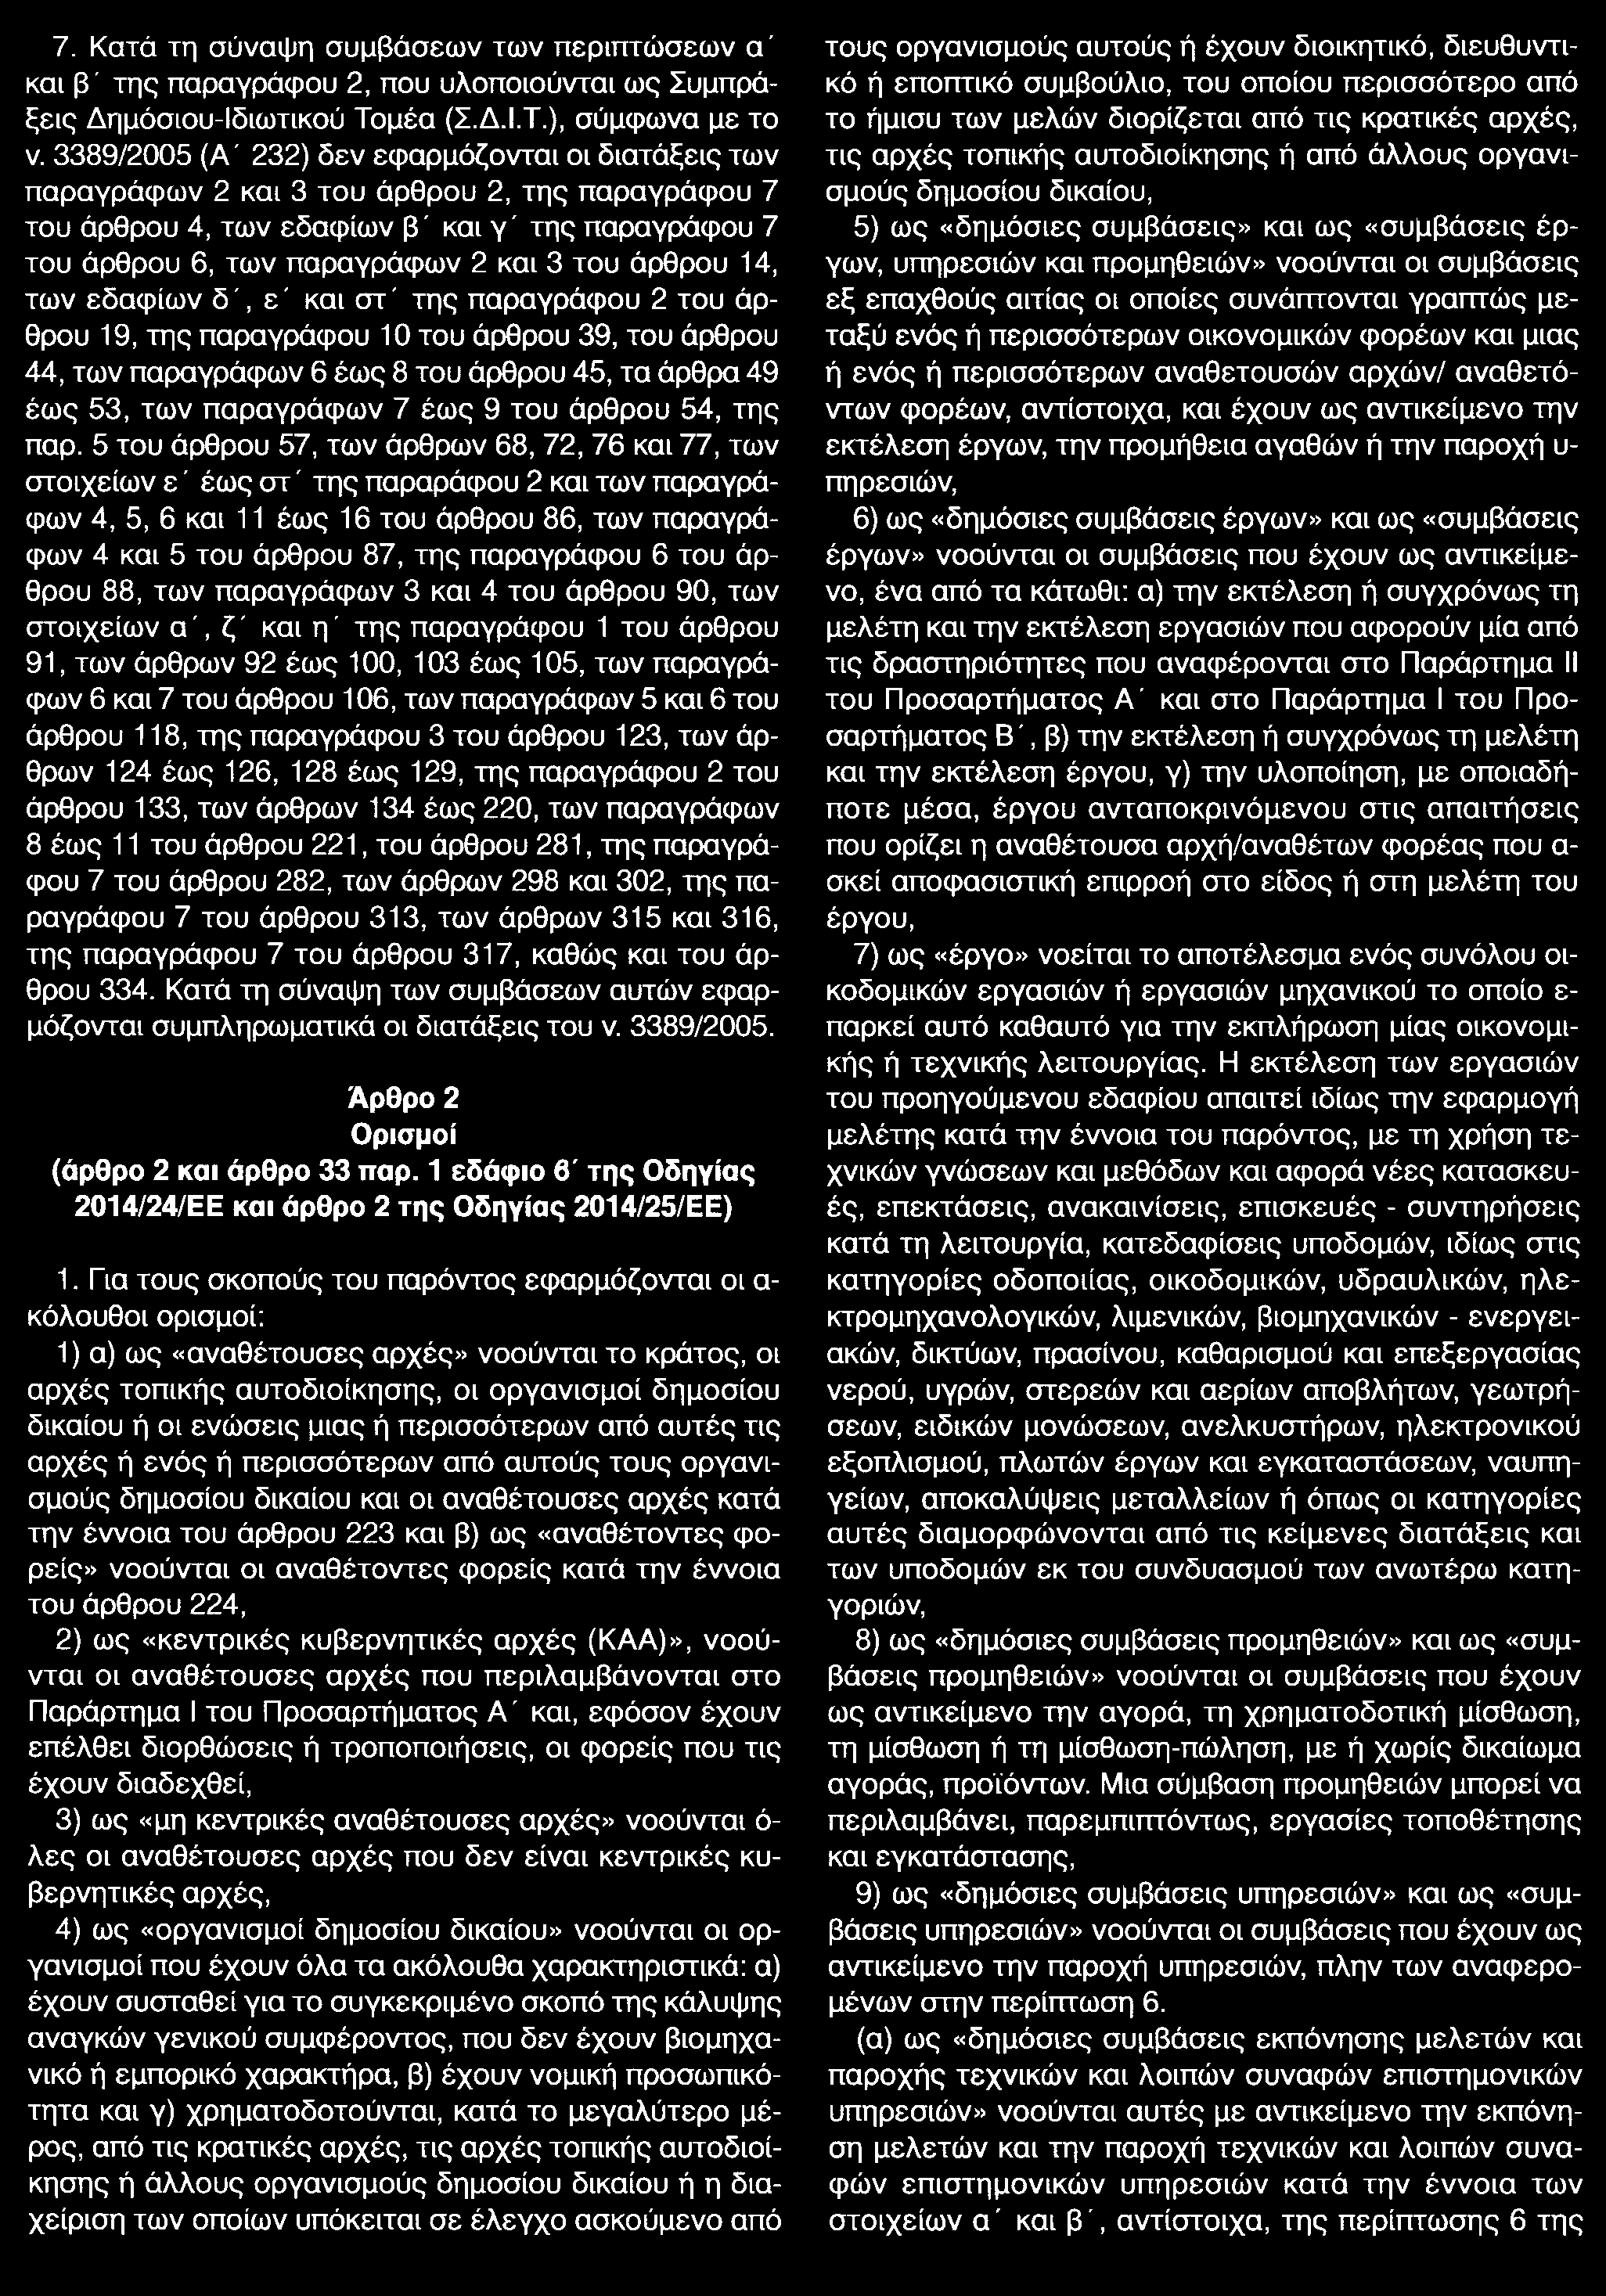 7. Κατά τη σύναψη συμβάσεων των περιπτώσεων α΄
και β΄ της παραγράφου 2, που υλοποιούνται ως Συμπρά-
ξεις Δημόσιου-Ιδιωτικού Τομέα (Σ.Δ.Ι.Τ.), σύμφωνα με το
ν. 3389/2005 (Α΄ 232) δεν εφαρμόζονται οι διατάξεις των
παραγράφων 2 και 3 του άρθρου 2, της παραγράφου 7
του άρθρου 4, των εδαφίων β΄ και γ΄ της παραγράφου 7
του άρθρου 6, των παραγράφων 2 και 3 του άρθρου 14,
των εδαφίων δ΄, ε΄ και στ΄ της παραγράφου 2 του άρ-
θρου 19, της παραγράφου 10 του άρθρου 39, του άρθρου
44, των παραγράφων 6 έως 8 του άρθρου 45, τα άρθρα 49
έως 53, των παραγράφων 7 έως 9 του άρθρου 54, της
παρ. 5 του άρθρου 57, των άρθρων 68, 72, 76 και 77, των
στοιχείων ε΄ έως στ΄ της παραράφου 2 και των παραγρά-
φων 4, 5, 6 και 11 έως 16 του άρθρου 86, των παραγρά-
φων 4 και 5 του άρθρου 87, της παραγράφου 6 του άρ-
θρου 88, των παραγράφων 3 και 4 του άρθρου 90, των
στοιχείων α΄, ζ΄ και η΄ της παραγράφου 1 του άρθρου
91, των άρθρων 92 έως 100, 103 έως 105, των παραγρά-
φων 6 και 7 του άρθρου 106, των παραγράφων 5 και 6 του
άρθρου 118, της παραγράφου 3 του άρθρου 123, των άρ-
θρων 124 έως 126, 128 έως 129, της παραγράφου 2 του
άρθρου 133, των άρθρων 134 έως 220, των παραγράφων
8 έως 11 του άρθρου 221, του άρθρου 281, της παραγρά-
φου 7 του άρθρου 282, των άρθρων 298 και 302, της πα-
ραγράφου 7 του άρθρου 313, των άρθρων 315 και 316,
της παραγράφου 7 του άρθρου 317, καθώς και του άρ-
θρου 334. Κατά τη σύναψη των συμβάσεων αυτών εφαρ-
μόζονται συμπληρωματικά οι διατάξεις του ν. 3389/2005.
Άρθρο 2
Ορισμοί
(άρθρο 2 και άρθρο 33 παρ. 1 εδάφιο β΄ της Οδηγίας
2014/24/ΕΕ και άρθρο 2 της Οδηγίας 2014/25/ΕΕ)
1. Για τους σκοπούς του παρόντος εφαρμόζονται οι α-
κόλουθοι ορισμοί:
1) α) ως «αναθέτουσες αρχές» νοούνται το κράτος, οι
αρχές τοπικής αυτοδιοίκησης, οι οργανισμοί δημοσίου
δικαίου ή οι ενώσεις μιας ή περισσότερων από αυτές τις
αρχές ή ενός ή περισσότερων από αυτούς τους οργανι-
σμούς δημοσίου δικαίου και οι αναθέτουσες αρχές κατά
την έννοια του άρθρου 223 και β) ως «αναθέτοντες φο-
ρείς» νοούνται οι αναθέτοντες φορείς κατά την έννοια
του άρθρου 224,
2) ως «κεντρικές κυβερνητικές αρχές (ΚΑΑ)», νοού-
νται οι αναθέτουσες αρχές που περιλαμβάνονται στο
Παράρτημα Ι του Προσαρτήματος Α΄ και, εφόσον έχουν
επέλθει διορθώσεις ή τροποποιήσεις, οι φορείς που τις
έχουν διαδεχθεί,
3) ως «μη κεντρικές αναθέτουσες αρχές» νοούνται ό-
λες οι αναθέτουσες αρχές που δεν είναι κεντρικές κυ-
βερνητικές αρχές,
4) ως «οργανισμοί δημοσίου δικαίου» νοούνται οι ορ-
γανισμοί που έχουν όλα τα ακόλουθα χαρακτηριστικά: α)
έχουν συσταθεί για το συγκεκριμένο σκοπό της κάλυψης
αναγκών γενικού συμφέροντος, που δεν έχουν βιομηχα-
νικό ή εμπορικό χαρακτήρα, β) έχουν νομική προσωπικό-
τητα και γ) χρηματοδοτούνται, κατά το μεγαλύτερο μέ-
ρος, από τις κρατικές αρχές, τις αρχές τοπικής αυτοδιοί-
κησης ή άλλους οργανισμούς δημοσίου δικαίου ή η δια-
χείριση των οποίων υπόκειται σε έλεγχο ασκούμενο από
τους οργανισμούς αυτούς ή έχουν διοικητικό, διευθυντι-
κό ή εποπτικό συμβούλιο, του οποίου περισσότερο από
το ήμισυ των μελών διορίζεται από τις κρατικές αρχές,
τις αρχές τοπικής αυτοδιοίκησης ή από άλλους οργανι-
σμούς δημοσίου δικαίου,
5) ως «δημόσιες συμβάσεις» και ως «συμβάσεις έρ-
γων, υπηρεσιών και προμηθειών» νοούνται οι συμβάσεις
εξ επαχθούς αιτίας οι οποίες συνάπτονται γραπτώς με-
ταξύ ενός ή περισσότερων οικονομικών φορέων και μιας
ή ενός ή περισσότερων αναθετουσών αρχών/ αναθετό-
ντων φορέων, αντίστοιχα, και έχουν ως αντικείμενο την
εκτέλεση έργων, την προμήθεια αγαθών ή την παροχή υ-
πηρεσιών,
6) ως «δημόσιες συμβάσεις έργων» και ως «συμβάσεις
έργων» νοούνται οι συμβάσεις που έχουν ως αντικείμε-
νο, ένα από τα κάτωθι: α) την εκτέλεση ή συγχρόνως τη
μελέτη και την εκτέλεση εργασιών που αφορούν μία από
τις δραστηριότητες που αναφέρονται στο Παράρτημα ΙΙ
του Προσαρτήματος Α΄ και στο Παράρτημα Ι του Προ-
σαρτήματος Β΄, β) την εκτέλεση ή συγχρόνως τη μελέτη
και την εκτέλεση έργου, γ) την υλοποίηση, με οποιαδή-
ποτε μέσα, έργου ανταποκρινόμενου στις απαιτήσεις
που ορίζει η αναθέτουσα αρχή/αναθέτων φορέας που α-
σκεί αποφασιστική επιρροή στο είδος ή στη μελέτη του
έργου,
7) ως «έργο» νοείται το αποτέλεσμα ενός συνόλου οι-
κοδομικών εργασιών ή εργασιών μηχανικού το οποίο ε-
παρκεί αυτό καθαυτό για την εκπλήρωση μίας οικονομι-
κής ή τεχνικής λειτουργίας. Η εκτέλεση των εργασιών
του προηγούμενου εδαφίου απαιτεί ιδίως την εφαρμογή
μελέτης κατά την έννοια του παρόντος, με τη χρήση τε-
χνικών γνώσεων και μεθόδων και αφορά νέες κατασκευ-
ές, επεκτάσεις, ανακαινίσεις, επισκευές - συντηρήσεις
κατά τη λειτουργία, κατεδαφίσεις υποδομών, ιδίως στις
κατηγορίες οδοποιίας, οικοδομικών, υδραυλικών, ηλε-
κτρομηχανολογικών, λιμενικών, βιομηχανικών - ενεργει-
ακών, δικτύων, πρασίνου, καθαρισμού και επεξεργασίας
νερού, υγρών, στερεών και αερίων αποβλήτων, γεωτρή-
σεων, ειδικών μονώσεων, ανελκυστήρων, ηλεκτρονικού
εξοπλισμού, πλωτών έργων και εγκαταστάσεων, ναυπη-
γείων, αποκαλύψεις μεταλλείων ή όπως οι κατηγορίες
αυτές διαμορφώνονται από τις κείμενες διατάξεις και
των υποδομών εκ του συνδυασμού των ανωτέρω κατη-
γοριών,
8) ως «δημόσιες συμβάσεις προμηθειών» και ως «συμ-
βάσεις προμηθειών» νοούνται οι συμβάσεις που έχουν
ως αντικείμενο την αγορά, τη χρηματοδοτική μίσθωση,
τη μίσθωση ή τη μίσθωση-πώληση, με ή χωρίς δικαίωμα
αγοράς, προϊόντων. Μια σύμβαση προμηθειών μπορεί να
περιλαμβάνει, παρεμπιπτόντως, εργασίες τοποθέτησης
και εγκατάστασης,
9) ως «δημόσιες συμβάσεις υπηρεσιών» και ως «συμ-
βάσεις υπηρεσιών» νοούνται οι συμβάσεις που έχουν ως
αντικείμενο την παροχή υπηρεσιών, πλην των αναφερο-
μένων στην περίπτωση 6.
(α) ως «δημόσιες συμβάσεις εκπόνησης μελετών και
παροχής τεχνικών και λοιπών συναφών επιστημονικών
υπηρεσιών» νοούνται αυτές με αντικείμενο την εκπόνη-
ση μελετών και την παροχή τεχνικών και λοιπών συνα-
φών επιστημονικών υπηρεσιών κατά την έννοια των
στοιχείων α΄ και β΄, αντίστοιχα, της περίπτωσης 6 της